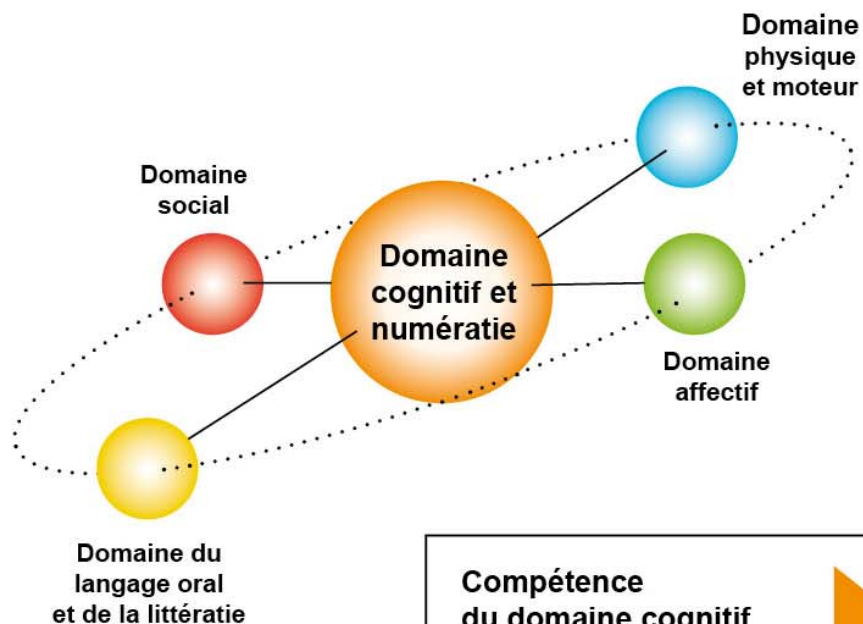 Domaine
physique
et moteur
Domaine
social
Domaine
cognitif et
numératie
Domaine
affectif
Domaine du
langage oral
et de la littératie
Compétence
du domaine cognitif